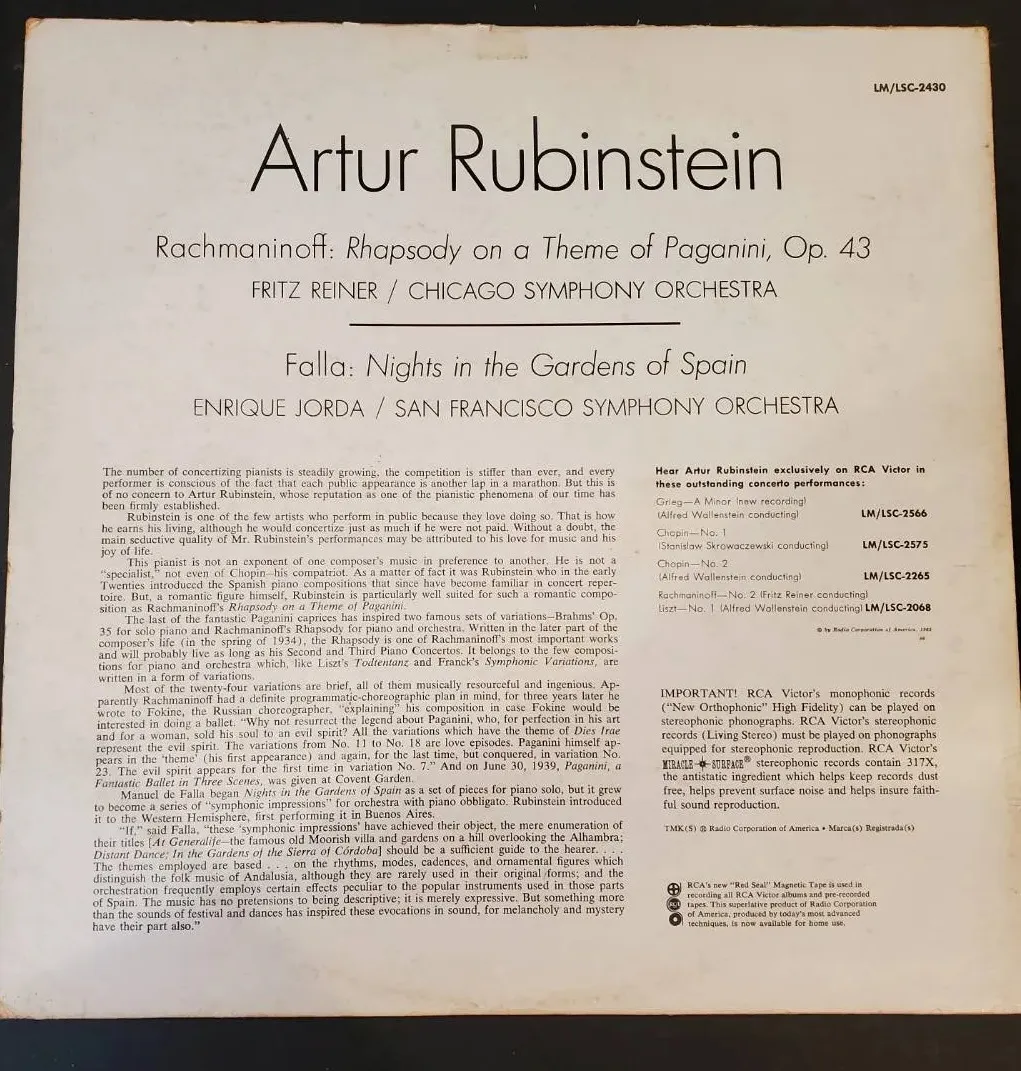 LM/LSC-2430
Artur Rubinstein
Rachmaninoff: Rhapsody on a Theme of Paganini, Op. 43
FRITZ REINER / CHICAGO SYMPHONY ORCHESTRA
Falla: Nights in the Gardens of Spain
ENRIQUE JORDA / SAN FRANCISCO SYMPHONY ORCHESTRA
The number of concertizing pianists is steadily growing, the competition is stiffer than ever, and every
performer is conscious of the fact that each public appearance is another lap in a marathon. But this is
of no concern to Artur Rubinstein, whose reputation as one of the pianistic phenomena of our time has
been firmly established.
Rubinstein is one of the few artists who perform in public because they love doing so. That is how
he earns his living, although he would concertize just as much if he were not paid. Without a doubt, the
main seductive quality of Mr. Rubinstein's performances may be attributed to his love for music and his
joy of life.
This pianist is not an exponent of one composer's music in preference to another. He is not a
"specialist," not even of Chopin—his compatriot. As a matter of fact it was Rubinstein who in the early
Twenties introduced the Spanish piano compositions that since have become familiar in concert reper-
toire. But, a romantic figure himself, Rubinstein is particularly well suited for such a romantic compo-
sition as Rachmaninoff's Rhapsody on a Theme of Paganini.
The last of the fantastic Paganini caprices has inspired two famous sets of variations—Brahms' Op.
35 for solo piano and Rachmaninoff's Rhapsody for piano and orchestra. Written in the later part of the
composer's life (in the spring of 1934), the Rhapsody is one of Rachmaninoff's most important works
and will probably live as long as his Second and Third Piano Concertos. It belongs to the few composi-
tions for piano and orchestra which, like Liszt's Todtentanz and Franck's Symphonic Variations, are
written in a form of variations.
Most of the twenty-four variations are brief, all of them musically resourceful and ingenious. Ap-
parently Rachmaninoff had a definite programmatic-choreographic plan in mind, for three years later he
wrote to Fokine, the Russian choreographer, "explaining" his composition in case Fokine would be
interested in doing a ballet. "Why not resurrect the legend about Paganini, who, for perfection in his art
and for a woman, sold his soul to an evil spirit? All the variations which have the theme of Dies Irae
represent the evil spirit. The variations from No. 11 to No. 18 are love episodes. Paganini himself ap-
pears in the 'theme' (his first appearance) and again, for the last time, but conquered, in variation No.
23. The evil spirit appears for the first time in variation No. 7." And on June 30, 1939, Paganini, a
Fantastic Ballet in Three Scenes, was given at Covent Garden.
Manuel de Falla began Nights in the Gardens of Spain as a set of pieces for piano solo, but it grew
to become a series of "symphonic impressions" for orchestra with piano obbligato. Rubinstein introduced
it to the Western Hemisphere, first performing it in Buenos Aires.
"If," said Falla, "these 'symphonic impressions' have achieved their object, the mere enumeration of
their titles [At Generalife—the famous old Moorish villa and gardens on a hill overlooking the Alhambra;
Distant Dance; In the Gardens of the Sierra of Córdoba] should be a sufficient guide to the hearer. . . .
The themes employed are based . . . on the rhythms, modes, cadences, and ornamental figures which
distinguish the folk music of Andalusia, although they are rarely used in their original forms; and the
orchestration frequently employs certain effects peculiar to the popular instruments used in those parts
of Spain. The music has no pretensions to being descriptive; it is merely expressive. But something more
than the sounds of festival and dances has inspired these evocations in sound, for melancholy and mystery
have their part also."
Hear Artur Rubinstein exclusively on RCA Victor in
these outstanding concerto performances:
Grieg—A Minor (new recording)
(Alfred Wallenstein conducting) LM/LSC-2566
Chopin—No. 1
(Stanislaw Skrowaczewski conducting) LM/LSC-2575
Chopin—No. 2
(Alfred Wallenstein conducting) LM/LSC-2265
Rachmaninoff—No. 2 (Fritz Reiner conducting)
Liszt—No. 1 (Alfred Wallenstein conducting) LM/LSC-2068
© by Radio Corporation of America,
IMPORTANT! RCA Victor's monophonic records
("New Orthophonic" High Fidelity) can be played on
stereophonic phonographs. RCA Victor's stereophonic
records (Living Stereo) must be played on phonographs
equipped for stereophonic reproduction. RCA Victor's
MIRACLE SURFACE® stereophonic records contain 317X,
the antistatic ingredient which helps keep records dust
free, helps prevent surface noise and helps insure faith-
ful sound reproduction.
TMK(S) ® Radio Corporation of America • Marca(s) Registrada(s)
RCA's new "Red Seal" Magnetic Tape is used in
recording all RCA Victor albums and pre-recorded
tapes. This superlative product of Radio Corporation
of America, produced by today's most advanced
techniques, is now available for home use.